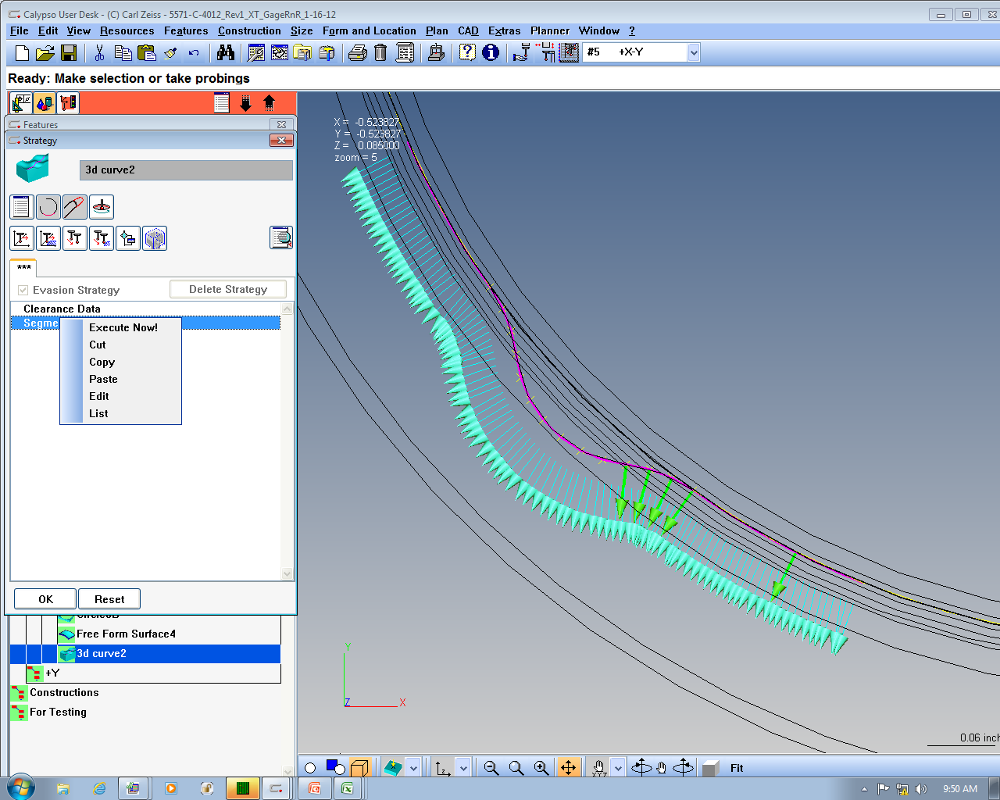 Calypso User Desk - (C) Carl Zeiss - 5571-C-4012_Rev1_XT_GageRnR_1-16-12
File Edit View Resources Features Construction Size Form and Location Plan CAD Extras Planner Window ?
#5 +X-Y
Ready: Make selection or take probings
Features
Strategy
3d curve2
***
Evasion Strategy
Delete Strategy
Clearance Data
Segme
Execute Now!
Cut
Copy
Paste
Edit
List
OK
Reset
Free Form Surface4
3d curve2
+Y
Constructions
For Testing
X = -0.523827
Y = -0.523827
Z = 0.085000
zoom = 5
Y
Z
X
0.06 inch
Fit
9:50 AM